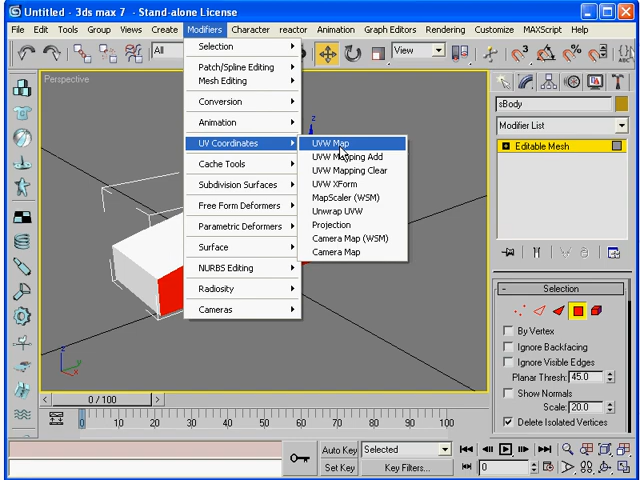 Untitled - 3ds max 7 - Stand-alone License
File Edit Tools Group Views Create Modifiers Character reactor Animation Graph Editors Rendering Customize MAXScript Help
All
View
3
%
ABC
Perspective
Selection
Patch/Spline Editing
Mesh Editing
Conversion
Animation
UV Coordinates
Cache Tools
Subdivision Surfaces
Free Form Deformers
Parametric Deformers
Surface
NURBS Editing
Radiosity
Cameras
UVW Map
UVW Mapping Add
UVW Mapping Clear
UVW XForm
MapScaler (WSM)
Unwrap UVW
Projection
Camera Map (WSM)
Camera Map
z
z
y
x
sBody
Modifier List
Editable Mesh
- Selection
By Vertex
Ignore Backfacing
Ignore Visible Edges
Planar Thresh: 45.0
Show Normals
Scale: 20.0
Delete Isolated Vertices
0 / 100
0 10 20 30 40 50 60 70 80 90 100
Auto Key Selected
Set Key Key Filters...
0